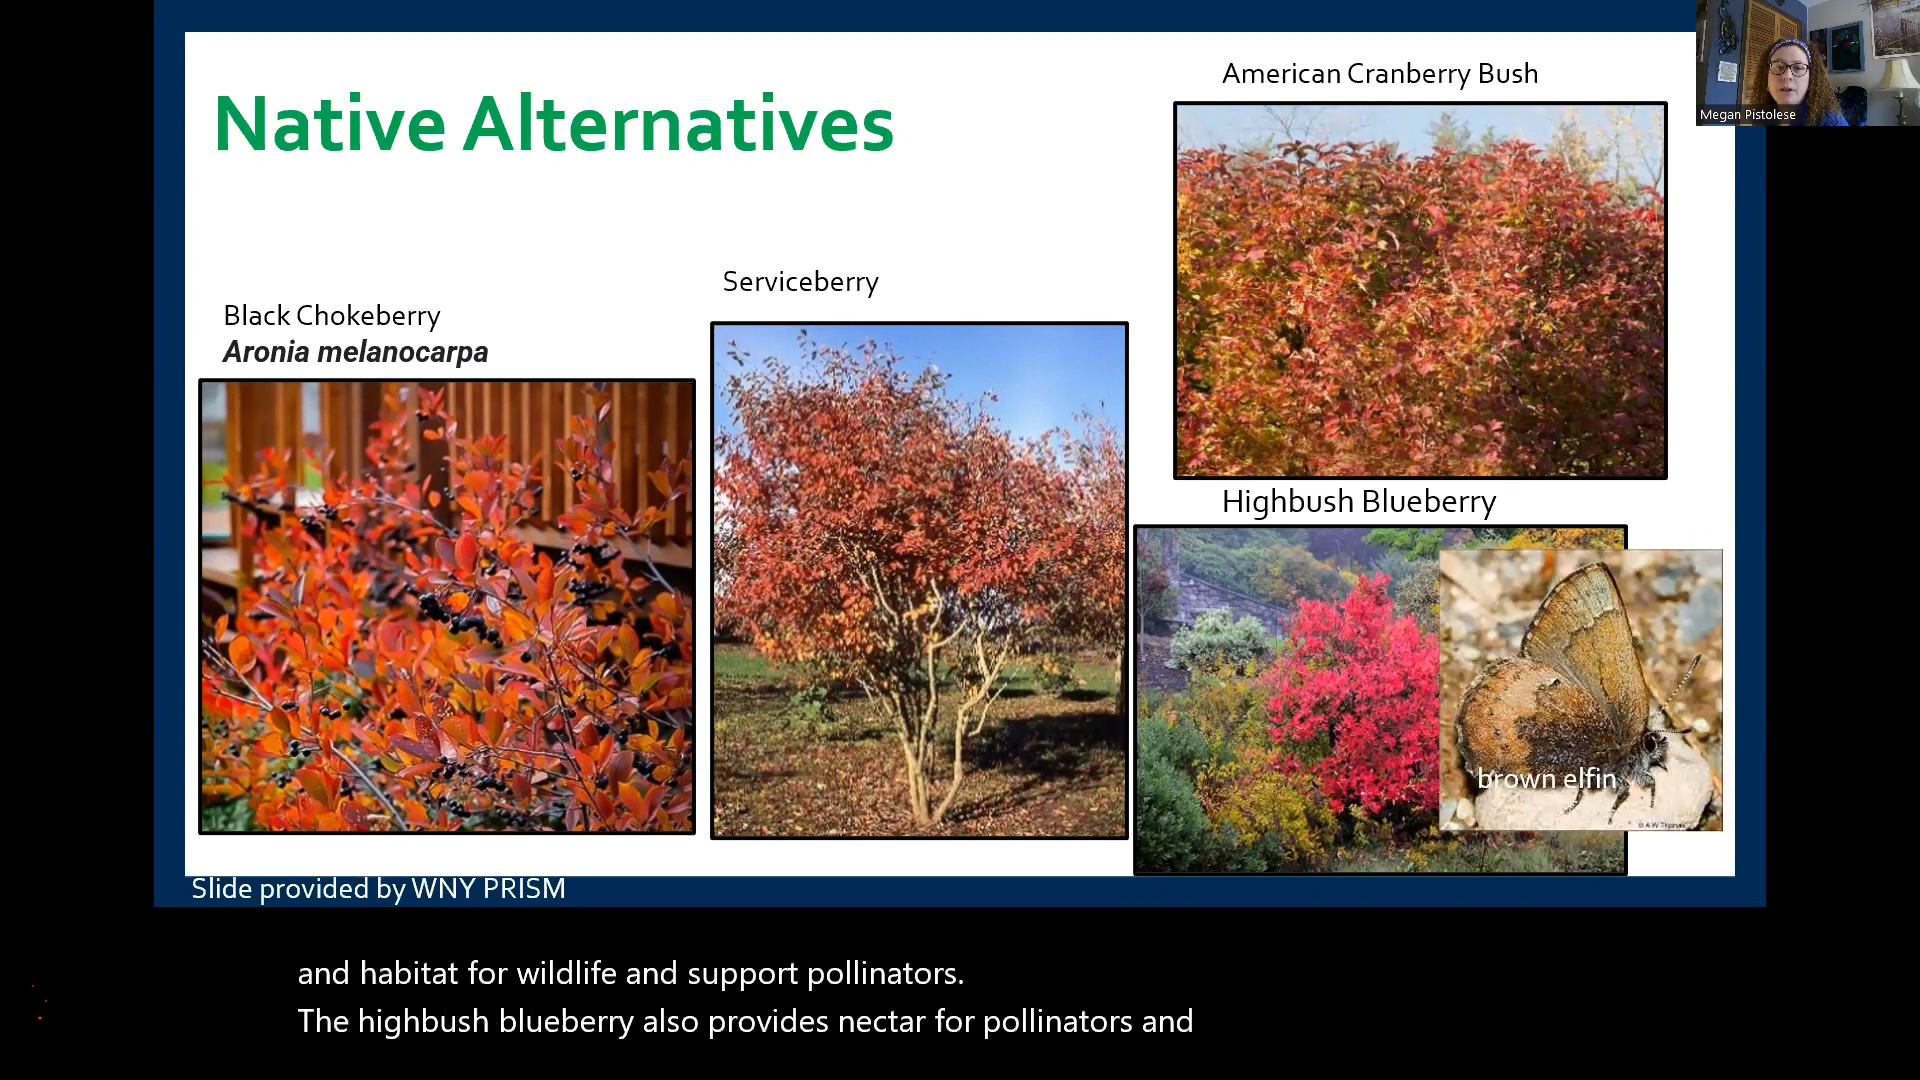 Native Alternatives
American Cranberry Bush
Megan Pistolese
Serviceberry
Black Chokeberry
Aronia melanocarpa
Highbush Blueberry
brown elfin
© A W Thomas
Slide provided by WNY PRISM
and habitat for wildlife and support pollinators.
The highbush blueberry also provides nectar for pollinators and